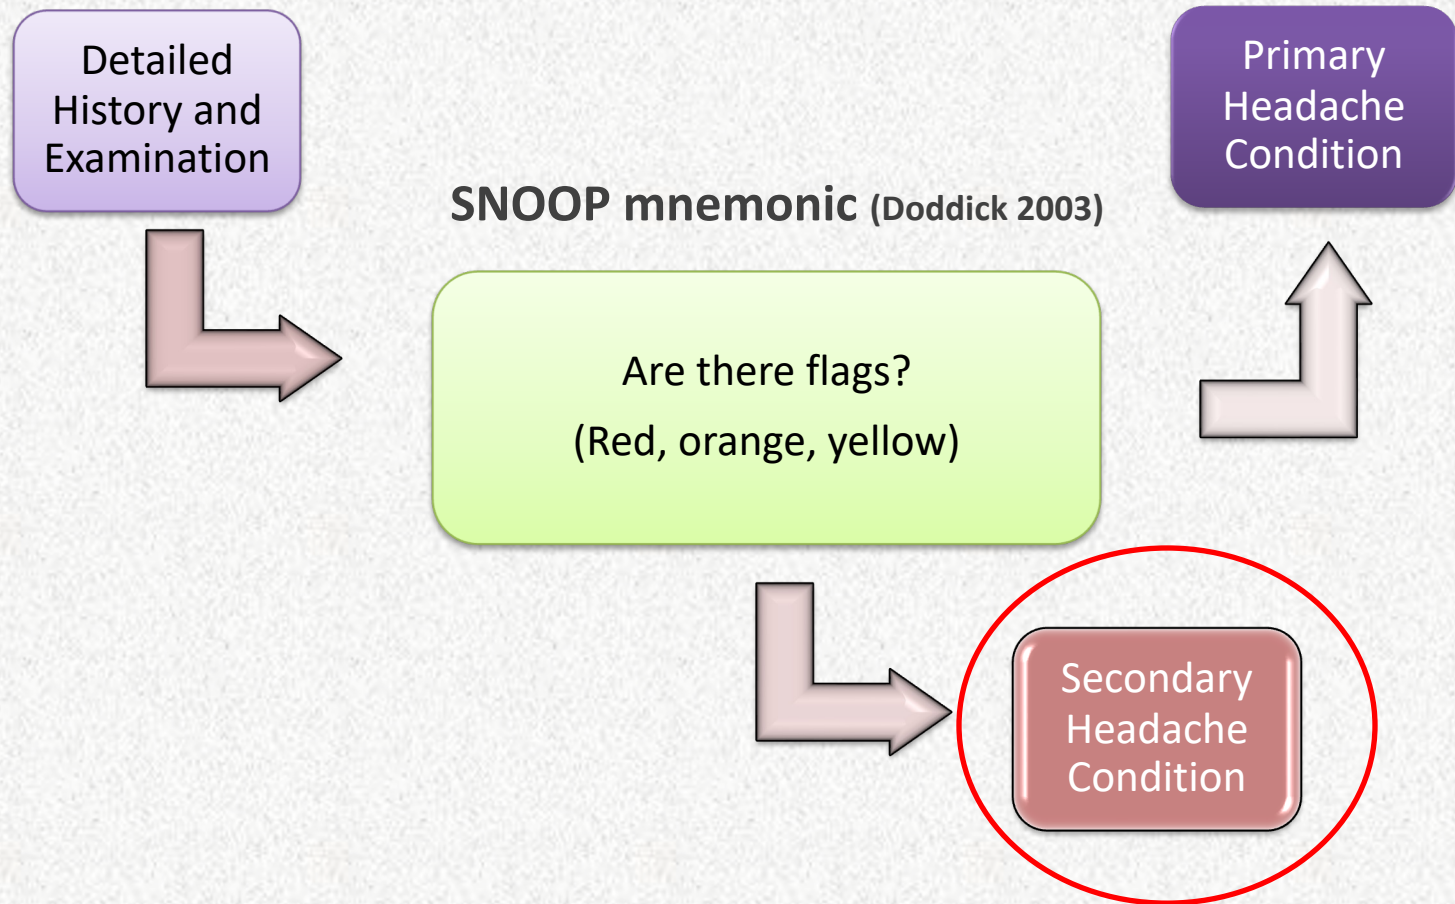 Detailed
History and
Examination
Primary
Headache
Condition
SNOOP mnemonic (Doddick 2003)
Are there flags?
(Red, orange, yellow)
Secondary
Headache
Condition